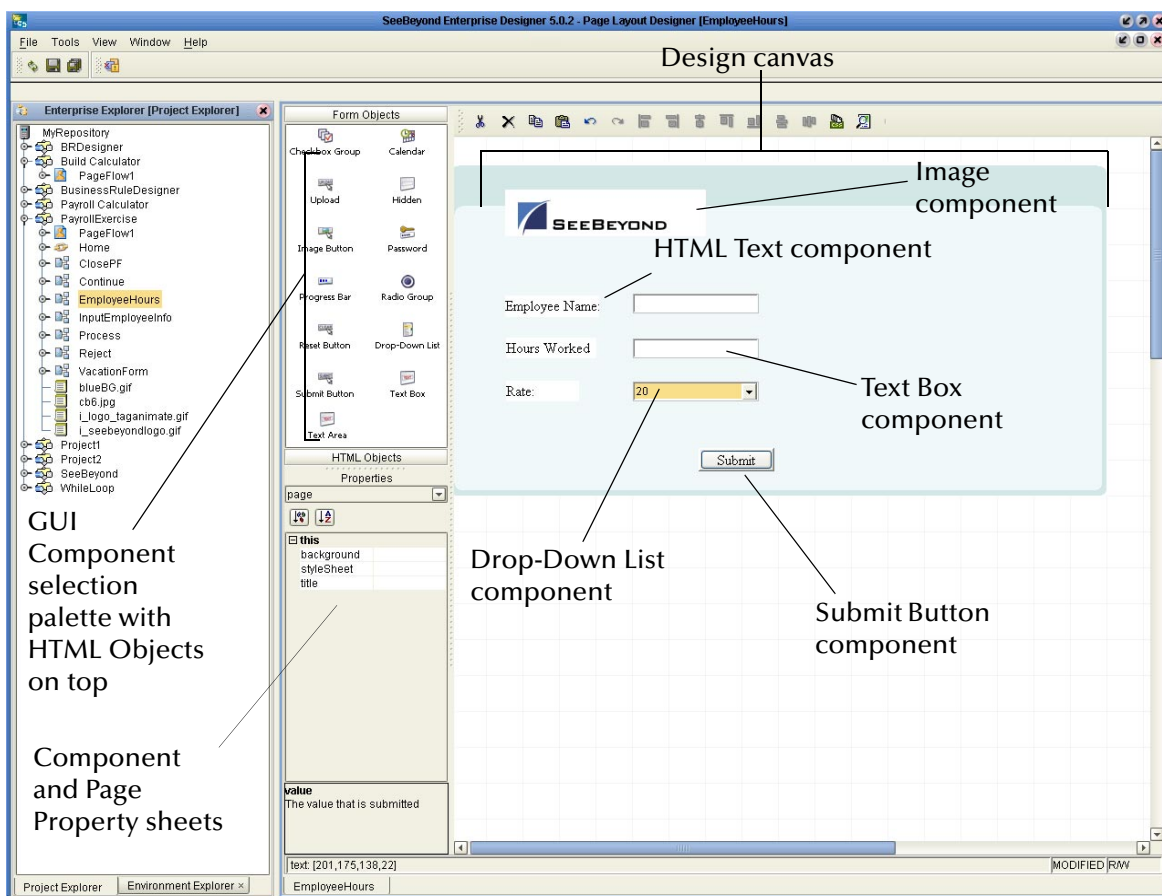 SeeBeyond Enterprise Designer 5.0.2 - Page Layout Designer [EmployeeHours]
File Tools View Window Help
Design canvas
Enterprise Explorer [Project Explorer]
MyRepository
BRDesigner
Build Calculator
PageFlow1
BusinessRuleDesigner
Payroll Calculator
PayrollExercise
PageFlow1
Home
ClosePF
Continue
EmployeeHours
InputEmployeeInfo
Process
Reject
VacationForm
blueBG.gif
cb6.jpg
i_logo_taganimate.gif
i_seebeyondlogo.gif
Project1
Project2
SeeBeyond
WhileLoop
GUI
Component
selection
palette with
HTML Objects
on top
Component
and Page
Property sheets
Project Explorer
Environment Explorer ×
Form Objects
Checkbox Group Calendar
Upload Hidden
Image Button Password
Progress Bar Radio Group
Reset Button Drop-Down List
Submit Button Text Box
Text Area
HTML Objects
Properties
page
this
background
styleSheet
title
value
The value that is submitted
Image
component
SEEBEYOND
HTML Text component
Employee Name:
Hours Worked
Rate:
20
Text Box
component
Submit
Drop-Down List
component
Submit Button
component
text: [201,175,138,22]
MODIFIED R/W
EmployeeHours